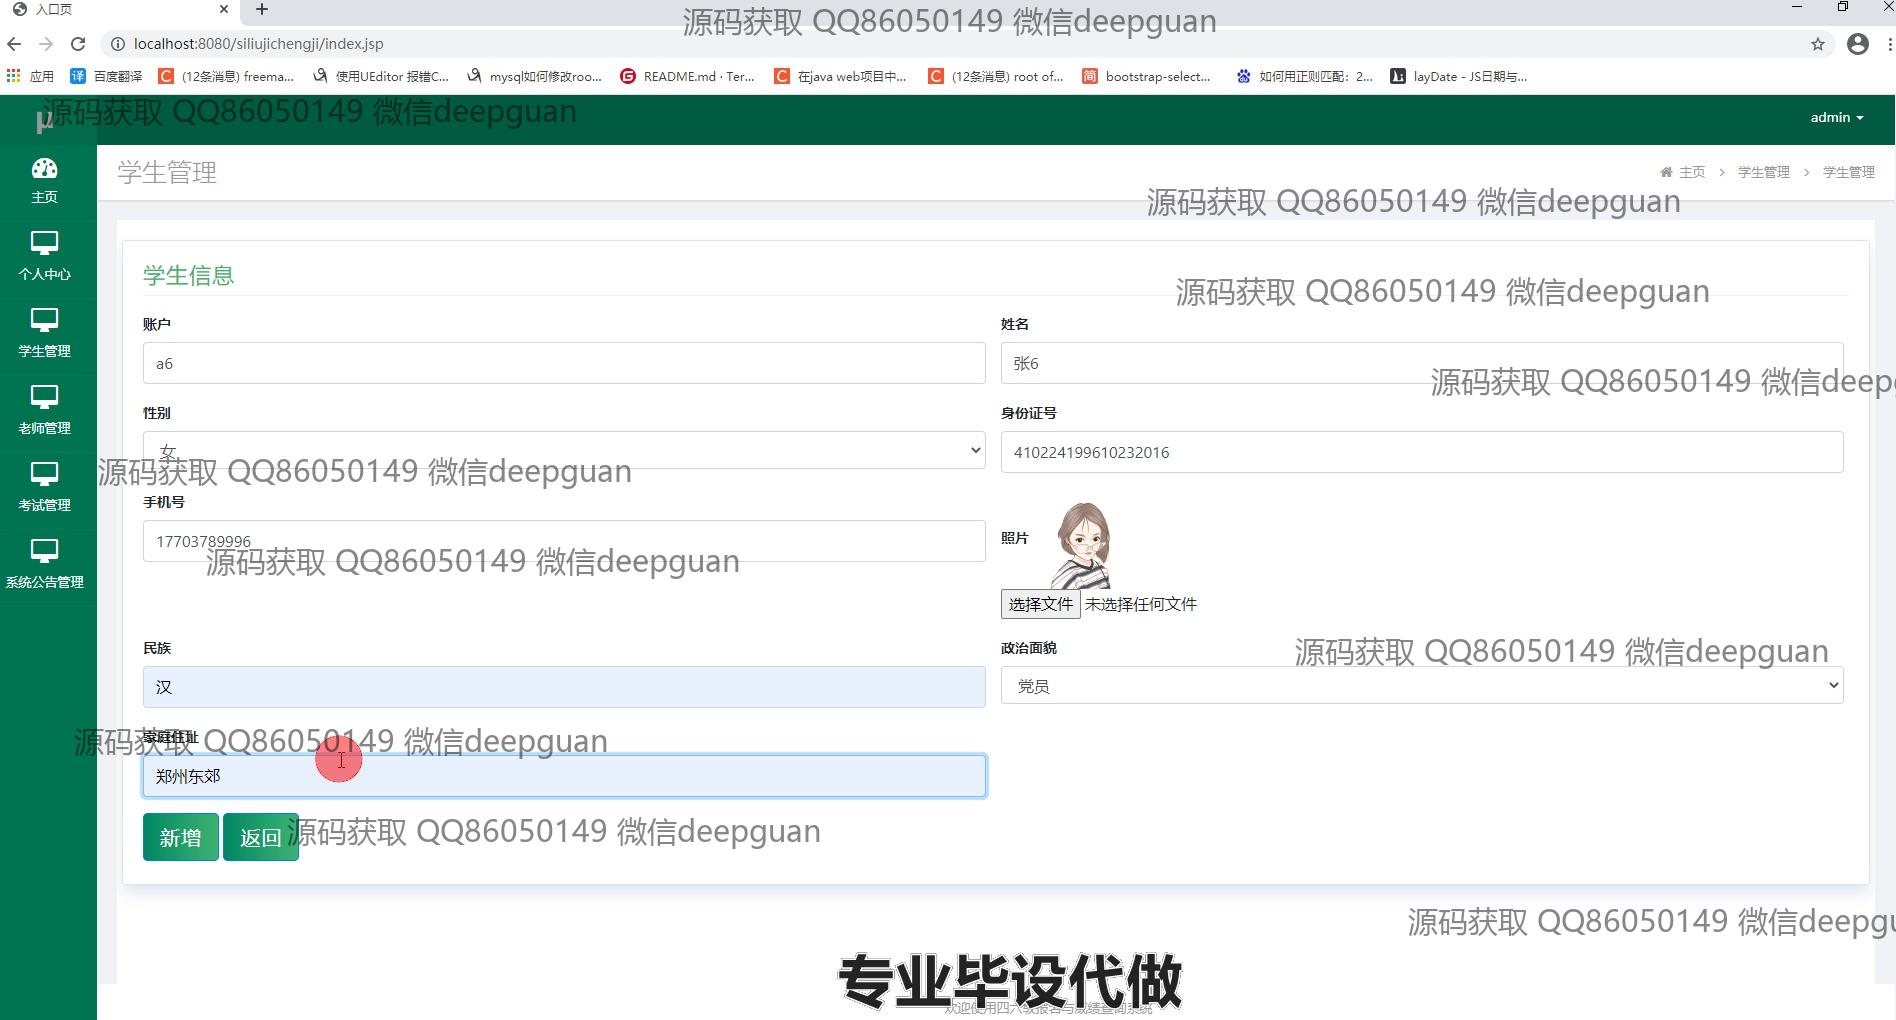 入口页
源码获取 QQ86050149 微信deepguan
localhost:8080/siliujichengji/index.jsp
应用 百度翻译 (12条消息) freema... 使用UEditor 报错C... mysql如何修改roo... README.md · Ter... 在java web项目中... (12条消息) root of... bootstrap-select... 如何用正则匹配：2... layDate - JS日期与...
源码获取 QQ86050149 微信deepguan
μ
admin
主页
个人中心
学生管理
老师管理
考试管理
系统公告管理
学生管理
主页 > 学生管理 > 学生管理
源码获取 QQ86050149 微信deepguan
学生信息
源码获取 QQ86050149 微信deepguan
账户
a6
姓名
张6
源码获取 QQ86050149 微信deep
性别
女
身份证号
410224199610232016
源码获取 QQ86050149 微信deepguan
手机号
17703789996
源码获取 QQ86050149 微信deepguan
照片
选择文件 未选择任何文件
民族
汉
政治面貌
党员
源码获取 QQ86050149 微信deepguan
家庭住址
源码获取 QQ86050149 微信deepguan
郑州东郊
新增 返回
源码获取 QQ86050149 微信deepguan
源码获取 QQ86050149 微信deepgu
专业毕设代做
欢迎使用四六级报名与成绩查询系统